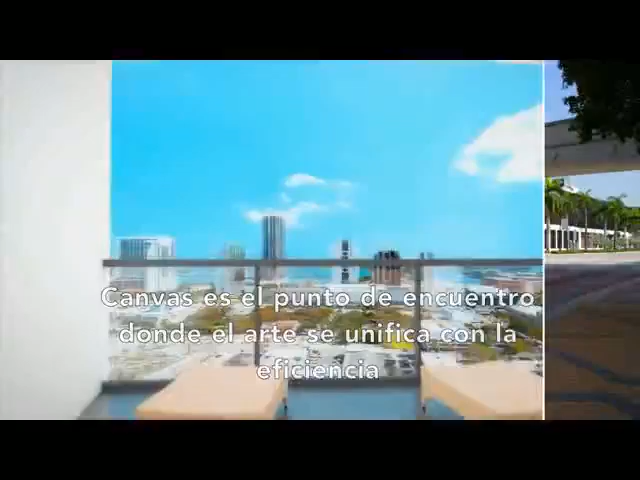 Canvas es el punto de encuentro
donde el arte se unifica con la
eficiencia